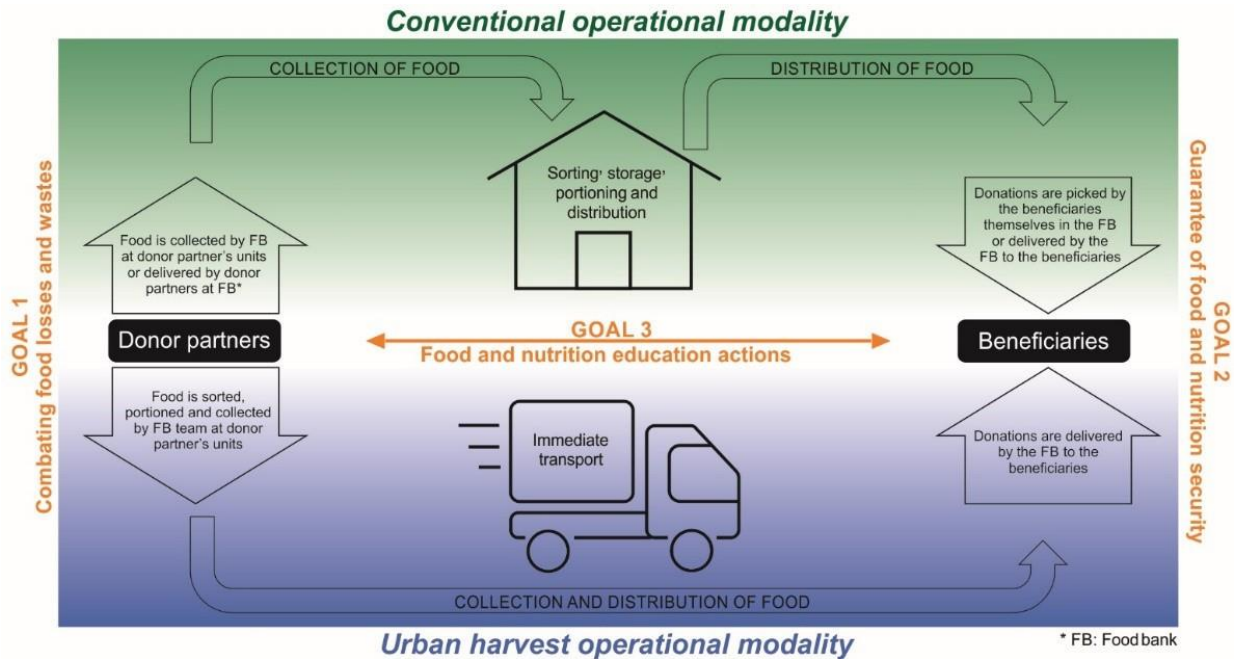 Conventional operational modality
COLLECTION OF FOOD
DISTRIBUTION OF FOOD
Sorting, storage,
portioning and
distribution
Food is collected by FB
at donor partner's units
or delivered by donor
partners at FB*
Donations are picked by
the beneficiaries
themselves in the FB
or delivered by the
FB to the beneficiaries
GOAL 1
Combating food losses and wastes
Donor partners
GOAL 3
Food and nutrition education actions
Beneficiaries
GOAL 2
Guarantee of food and nutrition security
Food is sorted,
portioned and collected
by FB team at donor
partner's units
Immediate
transport
Donations are delivered
by the FB to the
beneficiaries
COLLECTION AND DISTRIBUTION OF FOOD
Urban harvest operational modality
* FB: Food bank